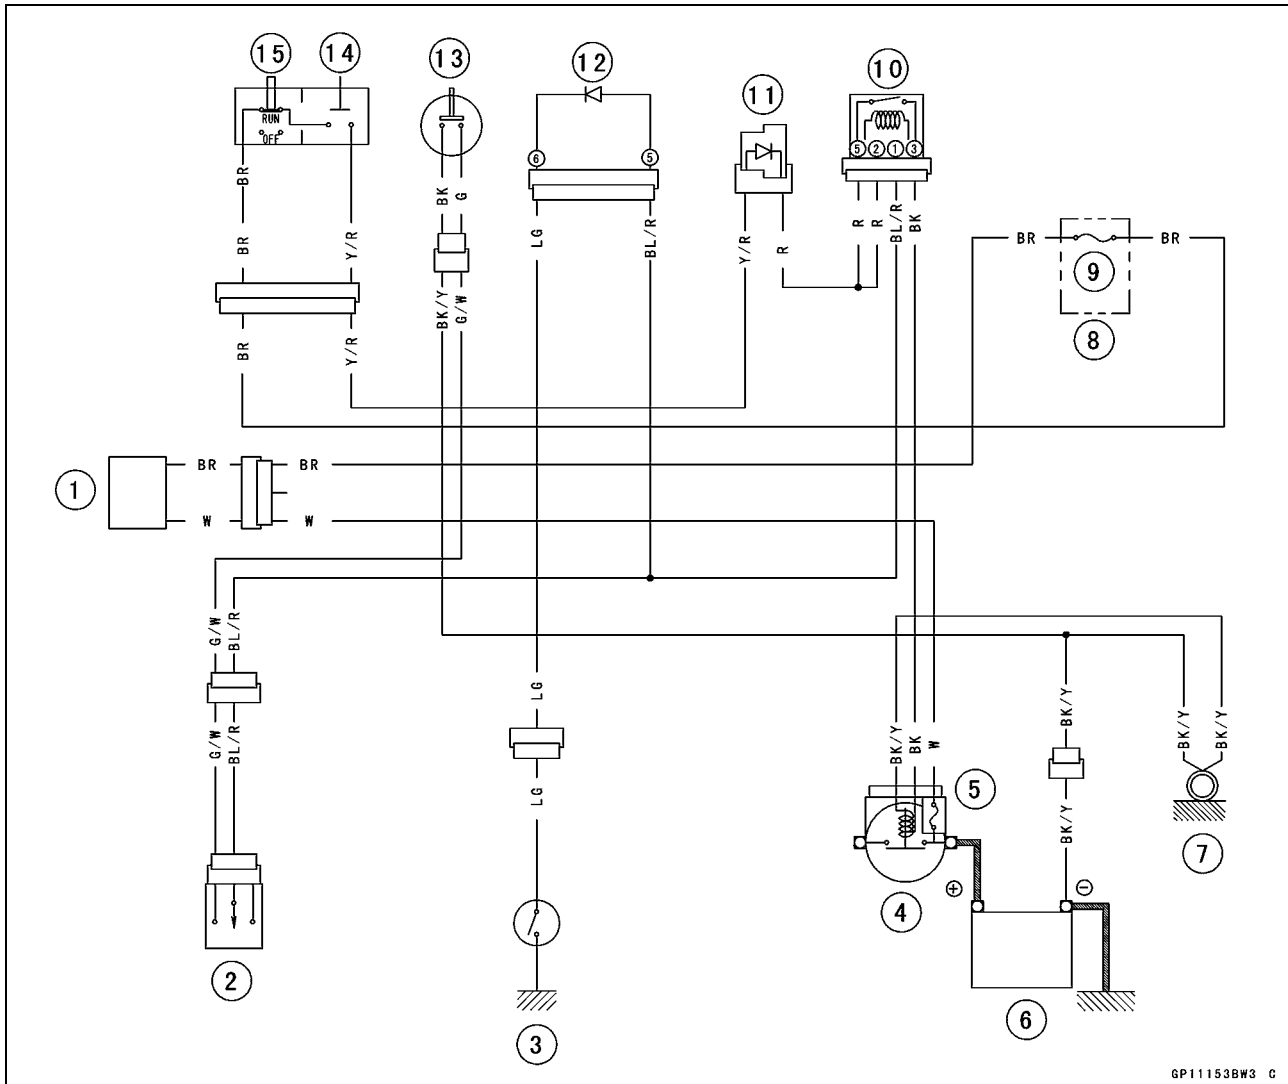 15 14 13 12 11 10
RUN
OFF
6 5
5 2 1 3
BR BK G
BR Y/R LG BL/R Y/R R R R BL/R BK
BR BR
9
BK/Y G/W
8
BR Y/R
1
BR BR
W W
G/W BL/R
LG
BK/Y
G/W BL/R
BK/Y BK W
BK/Y BK/Y
LG
5
BK/Y
7
+ −
4
2
6
3
GP11153BW3 C